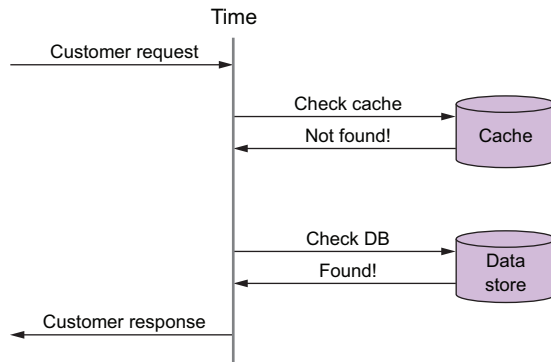 Time
Customer request
Check cache
Not found!
Cache
Check DB
Found!
Data
store
Customer response